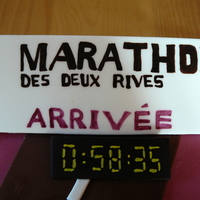 MARATHO
DES DEUX RIVES
ARRIVÉE
0:58:35